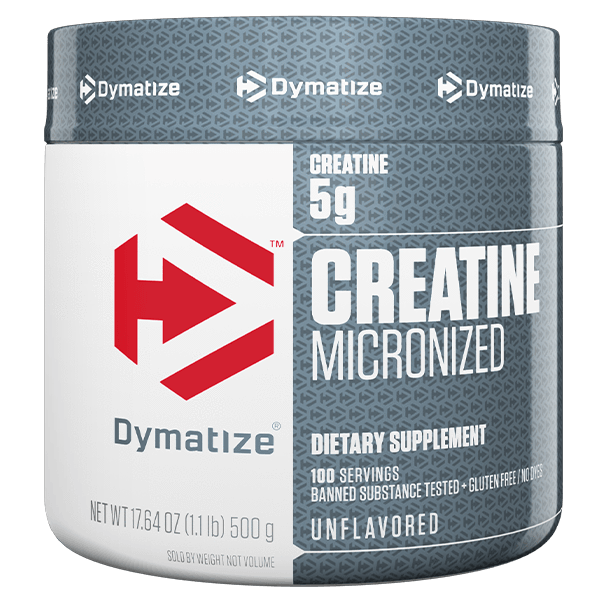 Dymatize
Dymatize
Dymatize
CREATINE
5g
CREATINE
MICRONIZED
DIETARY SUPPLEMENT
100 SERVINGS
BANNED SUBSTANCE TESTED + GLUTEN FREE / NO DYES
UNFLAVORED
TM
Dymatize®
NET WT 17.64 OZ (1.1 lb) 500 g
SOLD BY WEIGHT NOT VOLUME